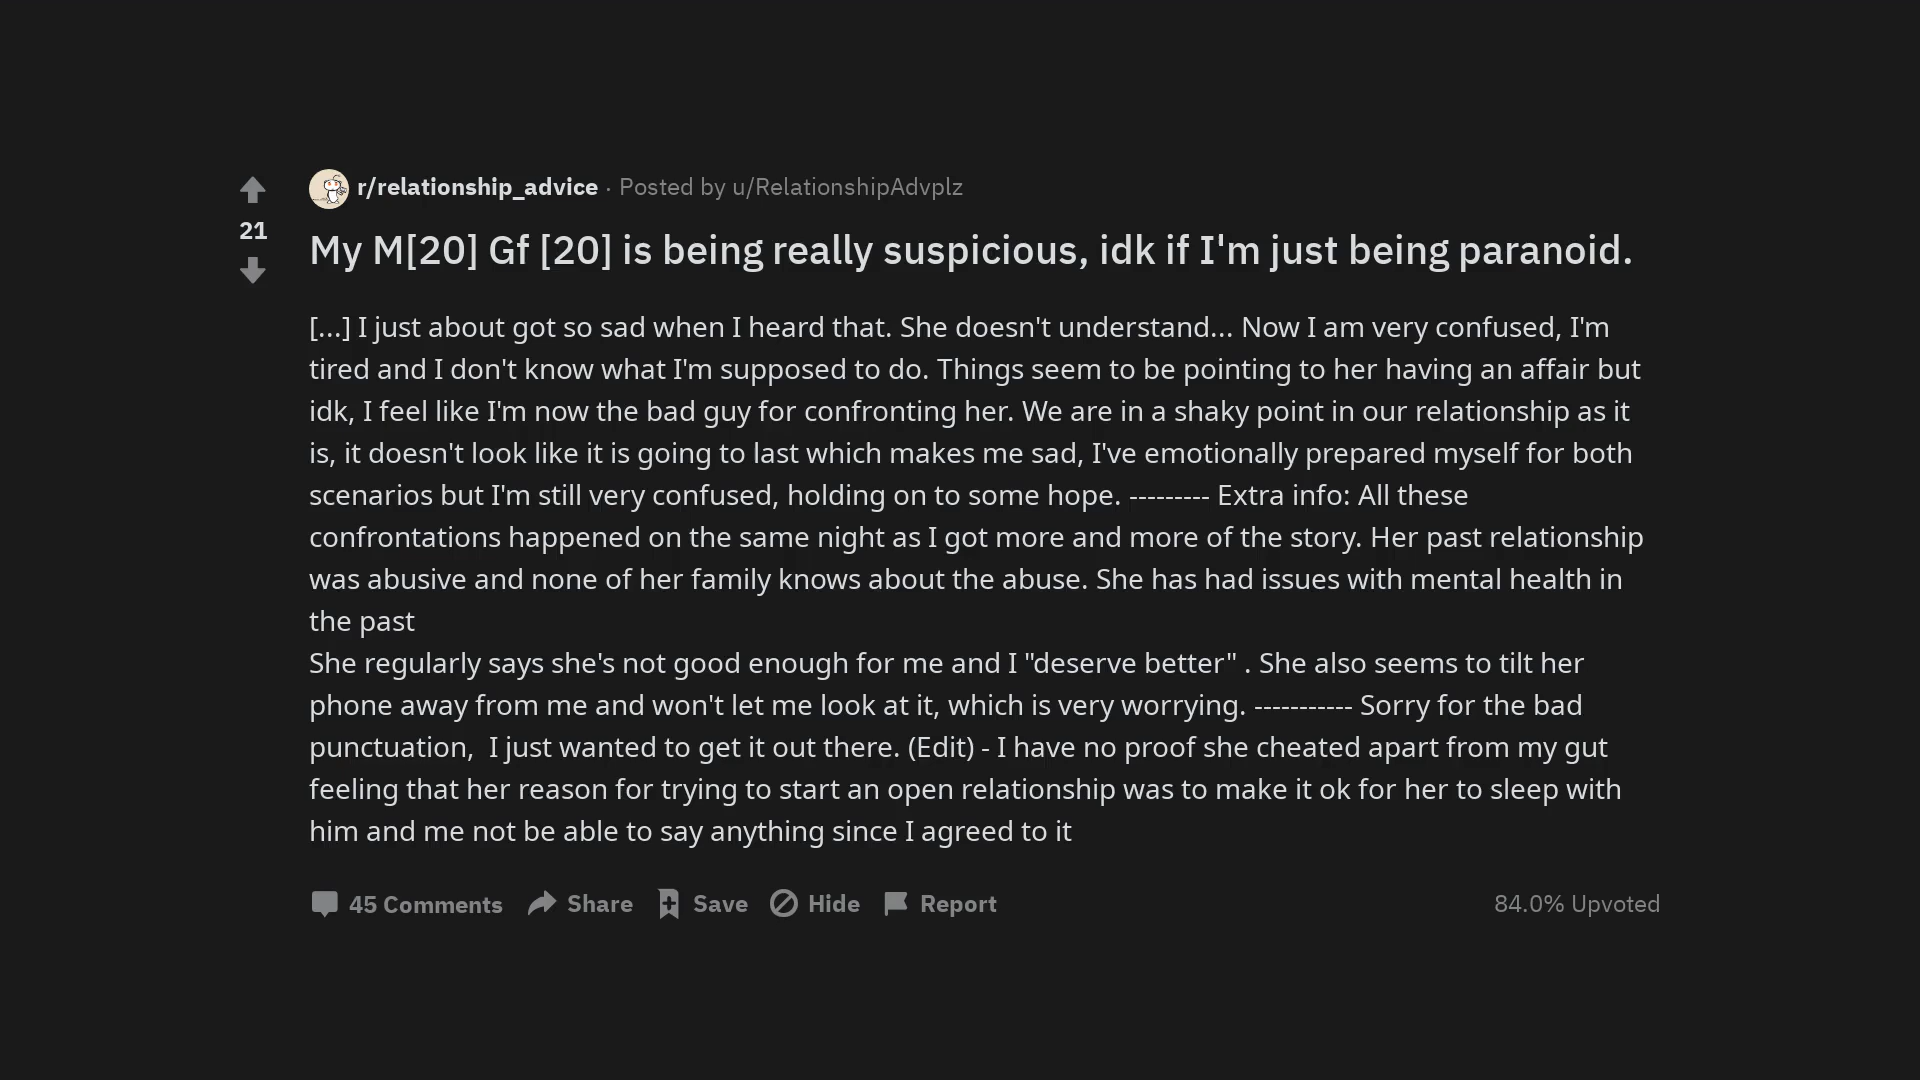 r/relationship_advice · Posted by u/RelationshipAdvplz
21
My M[20] Gf [20] is being really suspicious, idk if I'm just being paranoid.
[...] I just about got so sad when I heard that. She doesn't understand... Now I am very confused, I'm
tired and I don't know what I'm supposed to do. Things seem to be pointing to her having an affair but
idk, I feel like I'm now the bad guy for confronting her. We are in a shaky point in our relationship as it
is, it doesn't look like it is going to last which makes me sad, I've emotionally prepared myself for both
scenarios but I'm still very confused, holding on to some hope. --------- Extra info: All these
confrontations happened on the same night as I got more and more of the story. Her past relationship
was abusive and none of her family knows about the abuse. She has had issues with mental health in
the past
She regularly says she's not good enough for me and I "deserve better" . She also seems to tilt her
phone away from me and won't let me look at it, which is very worrying. ----------- Sorry for the bad
punctuation,  I just wanted to get it out there. (Edit) - I have no proof she cheated apart from my gut
feeling that her reason for trying to start an open relationship was to make it ok for her to sleep with
him and me not be able to say anything since I agreed to it
45 Comments Share Save Hide Report 84.0% Upvoted